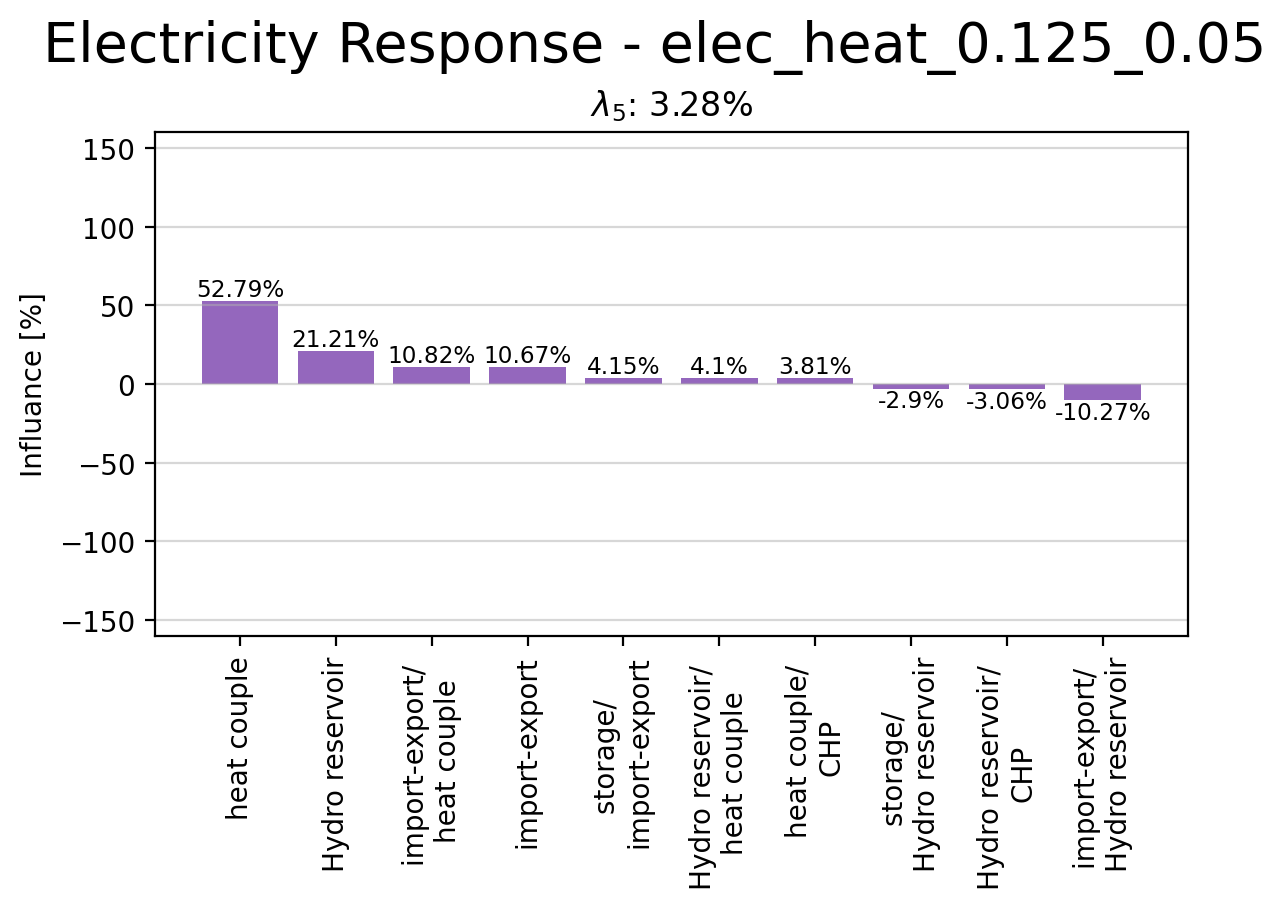 Electricity Response - elec_heat_0.125_0.05
λ5: 3.28%
150
100
50
0
−50
−100
−150
Influance [%]
52.79%
21.21%
10.82%
10.67%
4.15%
4.1%
3.81%
-2.9%
-3.06%
-10.27%
heat couple
Hydro reservoir
import-export/
heat couple
import-export
storage/
import-export
Hydro reservoir/
heat couple
heat couple/
CHP
storage/
Hydro reservoir
Hydro reservoir/
CHP
import-export/
Hydro reservoir